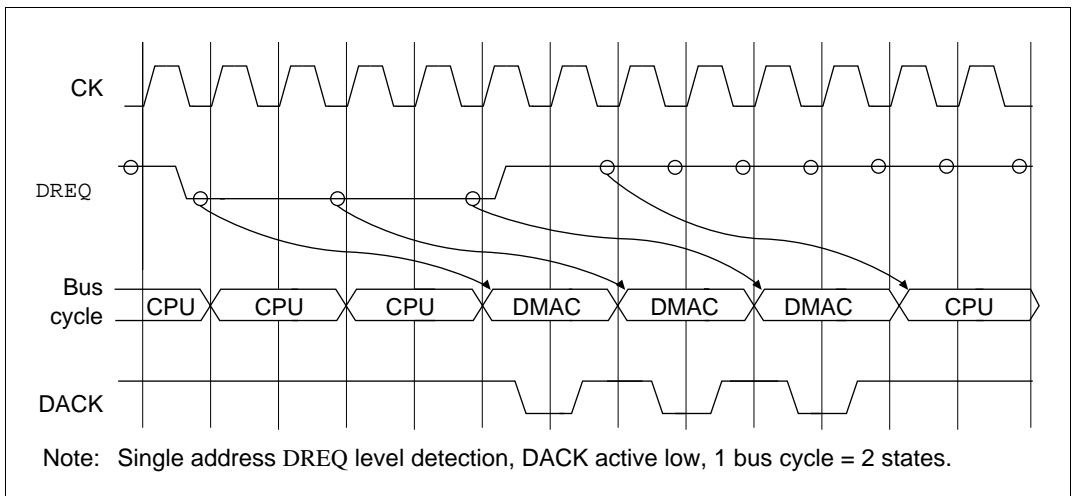 CK
DREQ
Bus
cycle
CPU CPU CPU DMAC DMAC DMAC CPU
DACK
Note: Single address DREQ level detection, DACK active low, 1 bus cycle = 2 states.